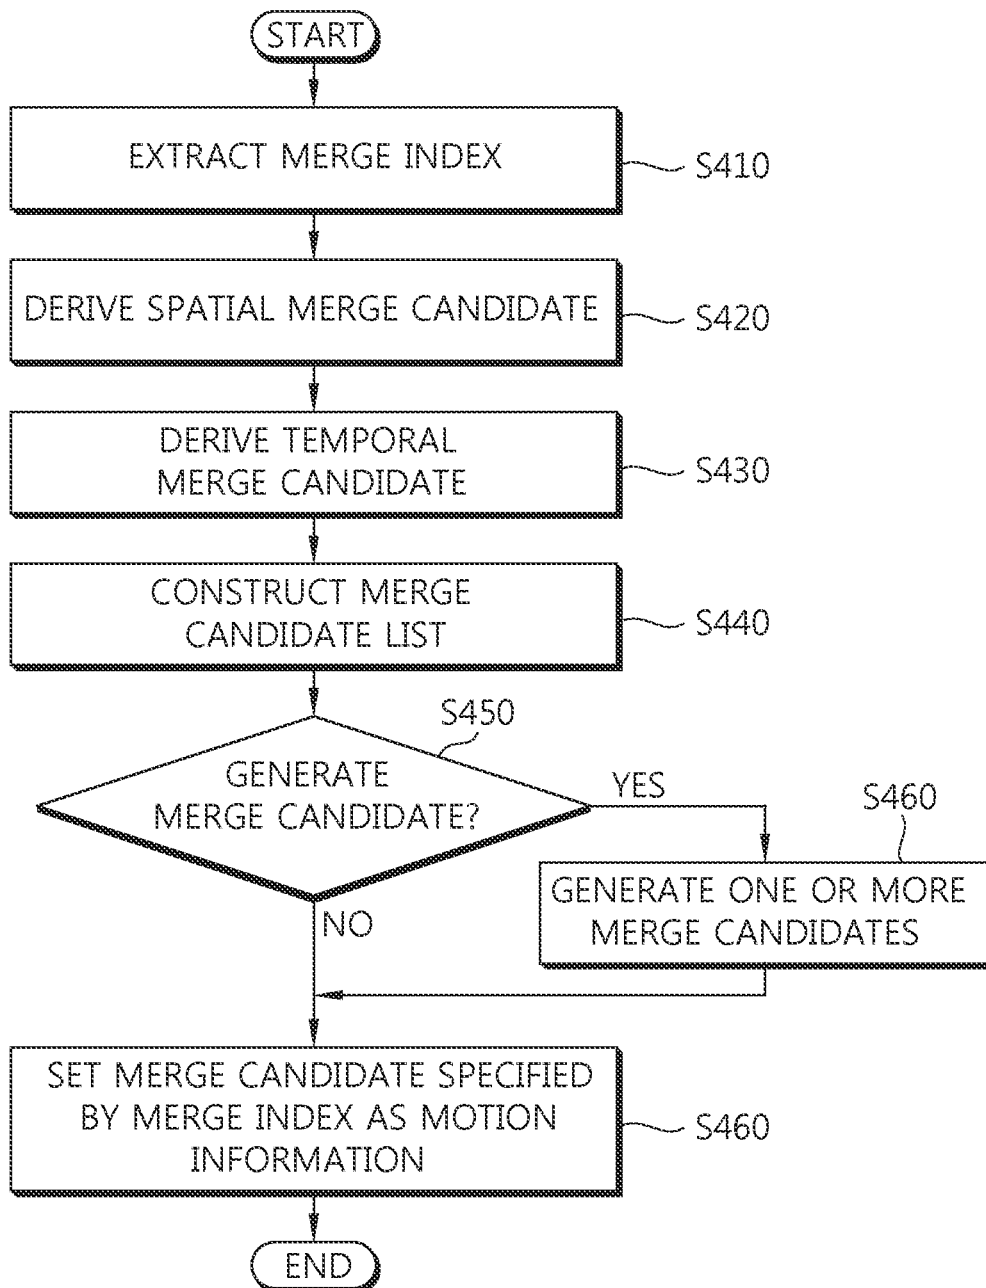 START
EXTRACT MERGE INDEX
S410
DERIVE SPATIAL MERGE CANDIDATE
S420
DERIVE TEMPORAL
MERGE CANDIDATE
S430
CONSTRUCT MERGE
CANDIDATE LIST
S440
S450
GENERATE
MERGE CANDIDATE?
YES
S460
GENERATE ONE OR MORE
MERGE CANDIDATES
NO
SET MERGE CANDIDATE SPECIFIED
BY MERGE INDEX AS MOTION
INFORMATION
S460
END